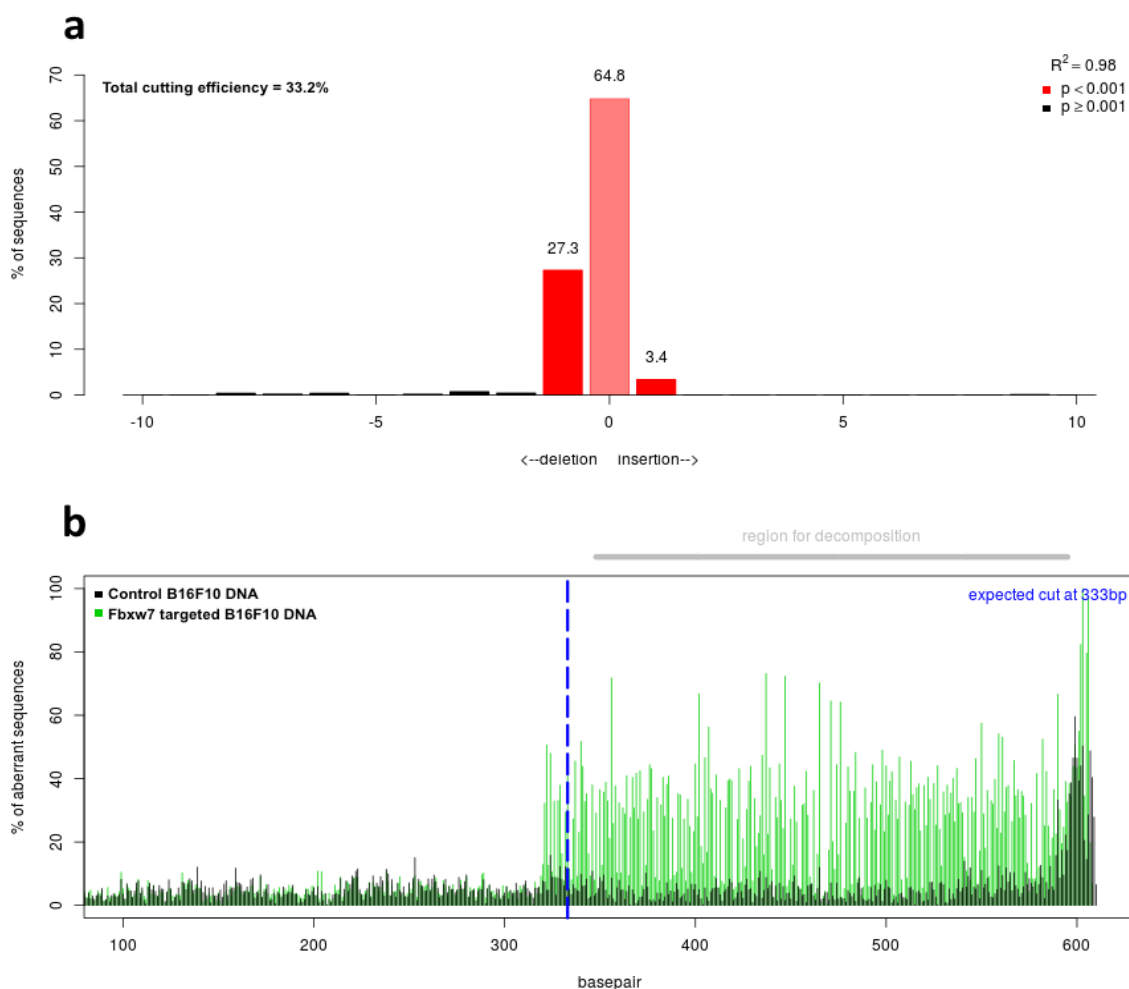 a
Total cutting efficiency = 33.2%
R² = 0.98
p < 0.001
p ≥ 0.001
64.8
27.3
3.4
% of sequences
70
60
50
40
30
20
10
0
-10 -5 0 5 10
<--deletion insertion-->
b
region for decomposition
Control B16F10 DNA
Fbxw7 targeted B16F10 DNA
expected cut at 333bp
% of aberrant sequences
100
80
60
40
20
0
100 200 300 400 500 600
basepair